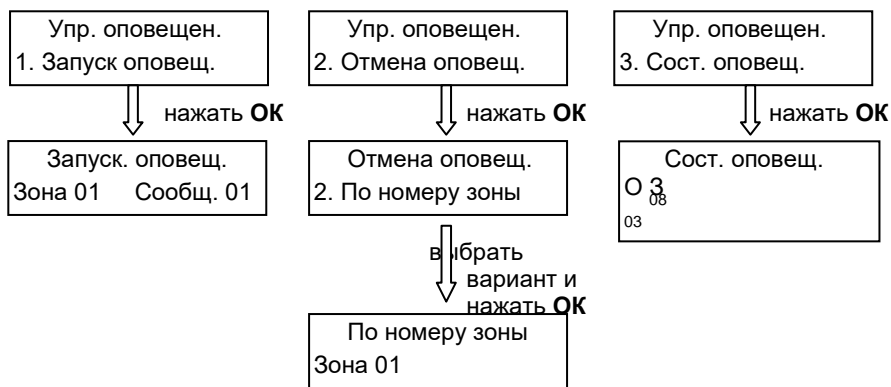 Упр. оповещен.
1. Запуск оповещ.
нажать ОК
Запуск. оповещ.
Зона 01 Сообщ. 01
Упр. оповещен.
2. Отмена оповещ.
нажать ОК
Отмена оповещ.
2. По номеру зоны
выбрать
вариант и
нажать ОК
По номеру зоны
Зона 01
Упр. оповещен.
3. Сост. оповещ.
нажать ОК
Сост. оповещ.
О З
08
03